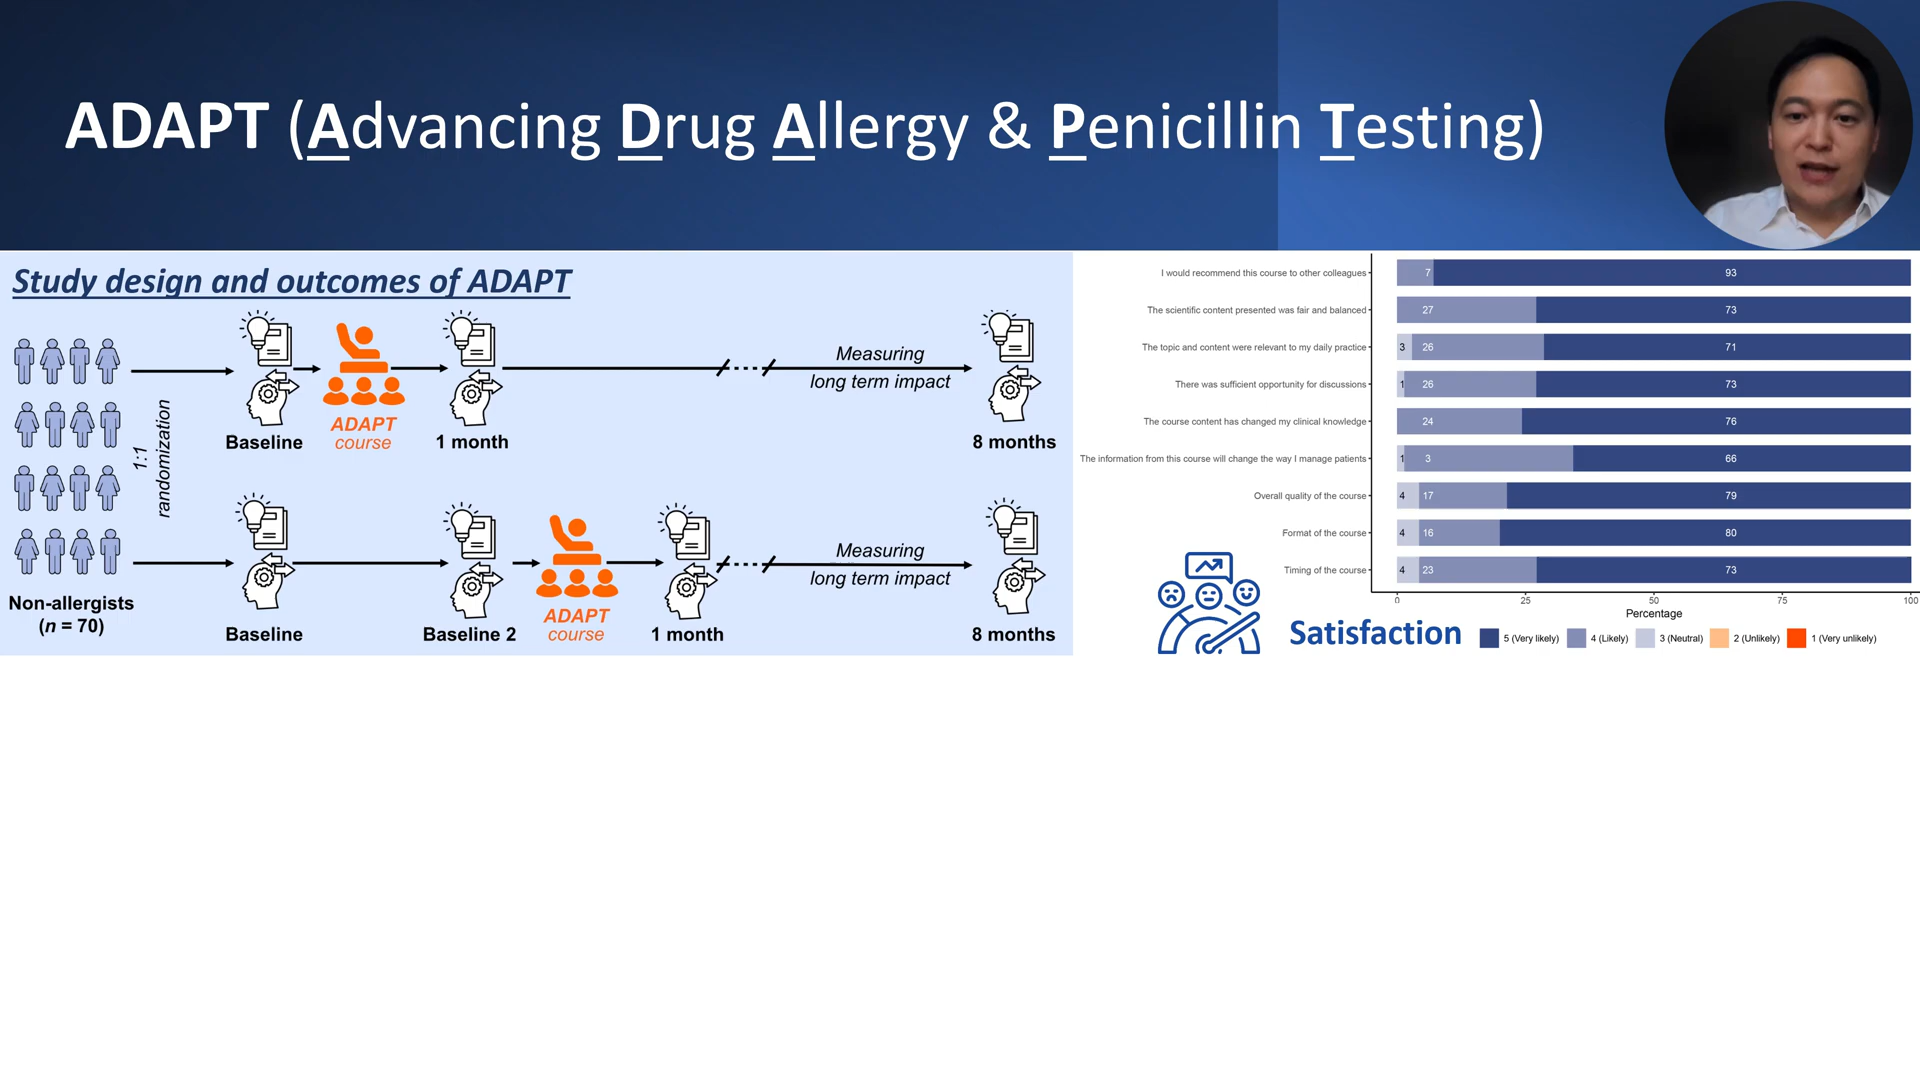 ADAPT (Advancing Drug Allergy & Penicillin Testing)
Study design and outcomes of ADAPT
1:1
randomization
Non-allergists
(n = 70)
Baseline
ADAPT
course
1 month
Measuring
long term impact
8 months
Baseline
Baseline 2
ADAPT
course
1 month
Measuring
long term impact
8 months
I would recommend this course to other colleagues 7 93
The scientific content presented was fair and balanced 27 73
The topic and content were relevant to my daily practice 3 26 71
There was sufficient opportunity for discussions 1 26 73
The course content has changed my clinical knowledge 24 76
The information from this course will change the way I manage patients 1 3 66
Overall quality of the course 4 17 79
Format of the course 4 16 80
Timing of the course 4 23 73
0 25 50 75 100
Percentage
Satisfaction
5 (Very likely) 4 (Likely) 3 (Neutral) 2 (Unlikely) 1 (Very unlikely)